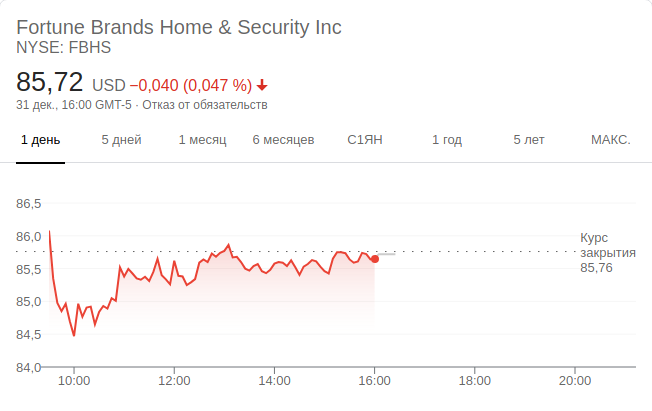 Fortune Brands Home & Security Inc
NYSE: FBHS
85,72 USD −0,040 (0,047 %)
31 дек., 16:00 GMT-5 · Отказ от обязательств
1 день 5 дней 1 месяц 6 месяцев С1ЯН 1 год 5 лет МАКС.
86,5
86,0
85,5
85,0
84,5
84,0
Курс
закрытия
85,76
10:00 12:00 14:00 16:00 18:00 20:00